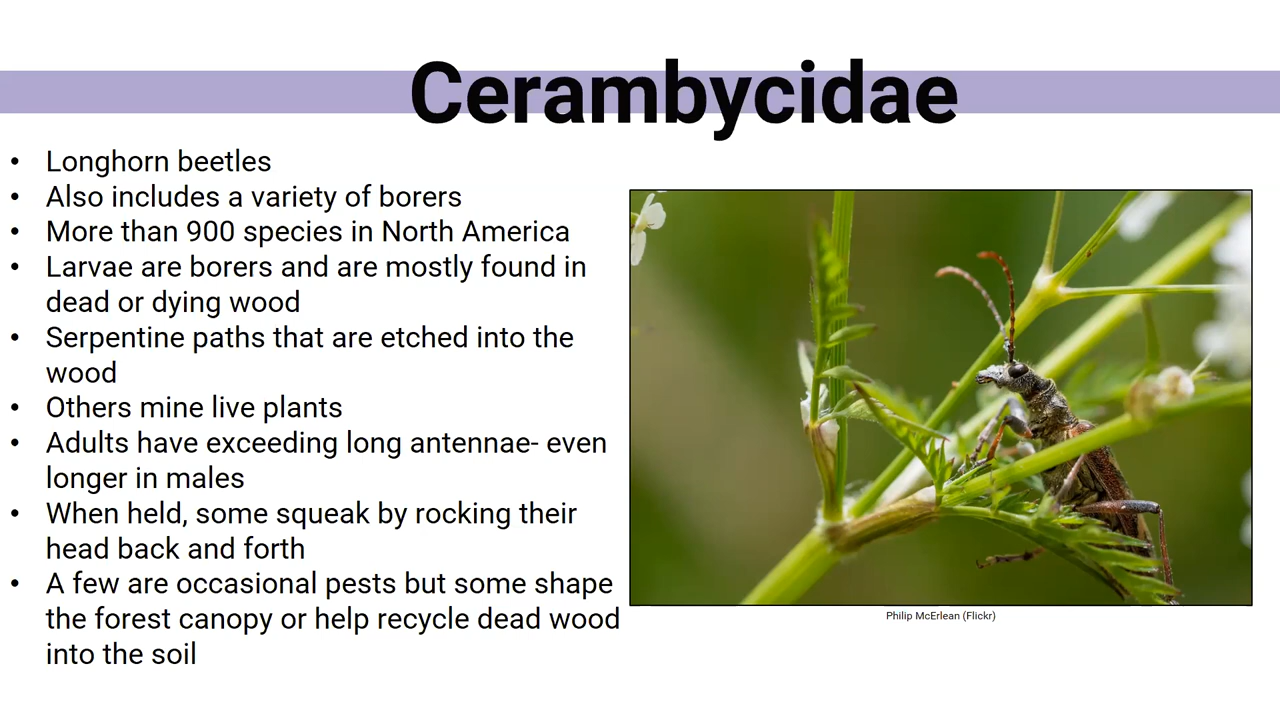 Cerambycidae
• Longhorn beetles
• Also includes a variety of borers
• More than 900 species in North America
• Larvae are borers and are mostly found in
dead or dying wood
• Serpentine paths that are etched into the
wood
• Others mine live plants
• Adults have exceeding long antennae- even
longer in males
• When held, some squeak by rocking their
head back and forth
• A few are occasional pests but some shape
the forest canopy or help recycle dead wood
into the soil
Philip McErlean (Flickr)